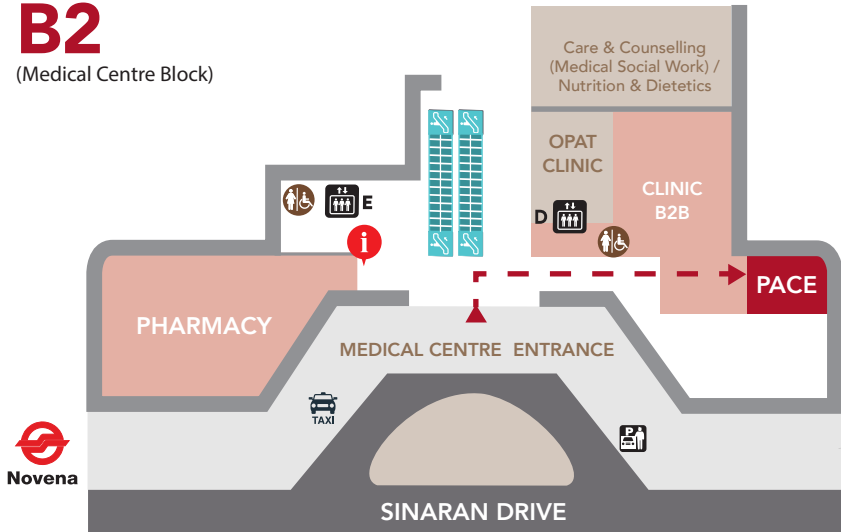 B2
(Medical Centre Block)
Care & Counselling
(Medical Social Work) /
Nutrition & Dietetics
OPAT
CLINIC
CLINIC
B2B
E
D
i
PACE
PHARMACY
MEDICAL CENTRE ENTRANCE
TAXI
P
Novena
SINARAN DRIVE